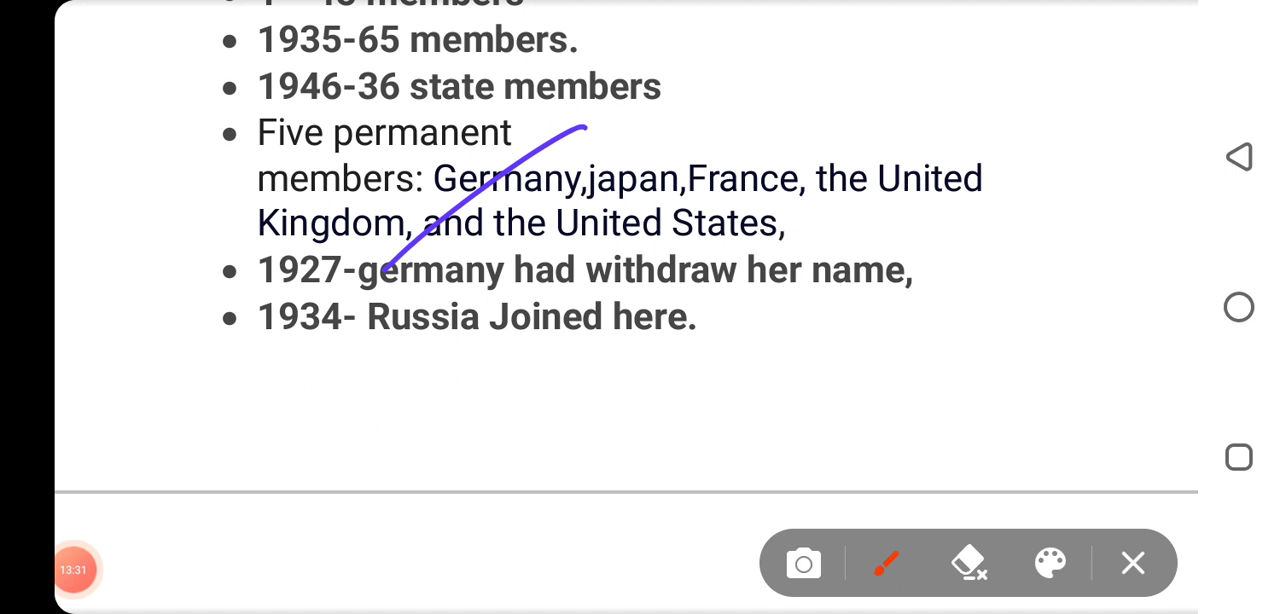 1935-65 members.
1946-36 state members
Five permanent
members: Germany,japan,France, the United
Kingdom, and the United States,
1927-germany had withdraw her name,
1934- Russia Joined here.
13:31